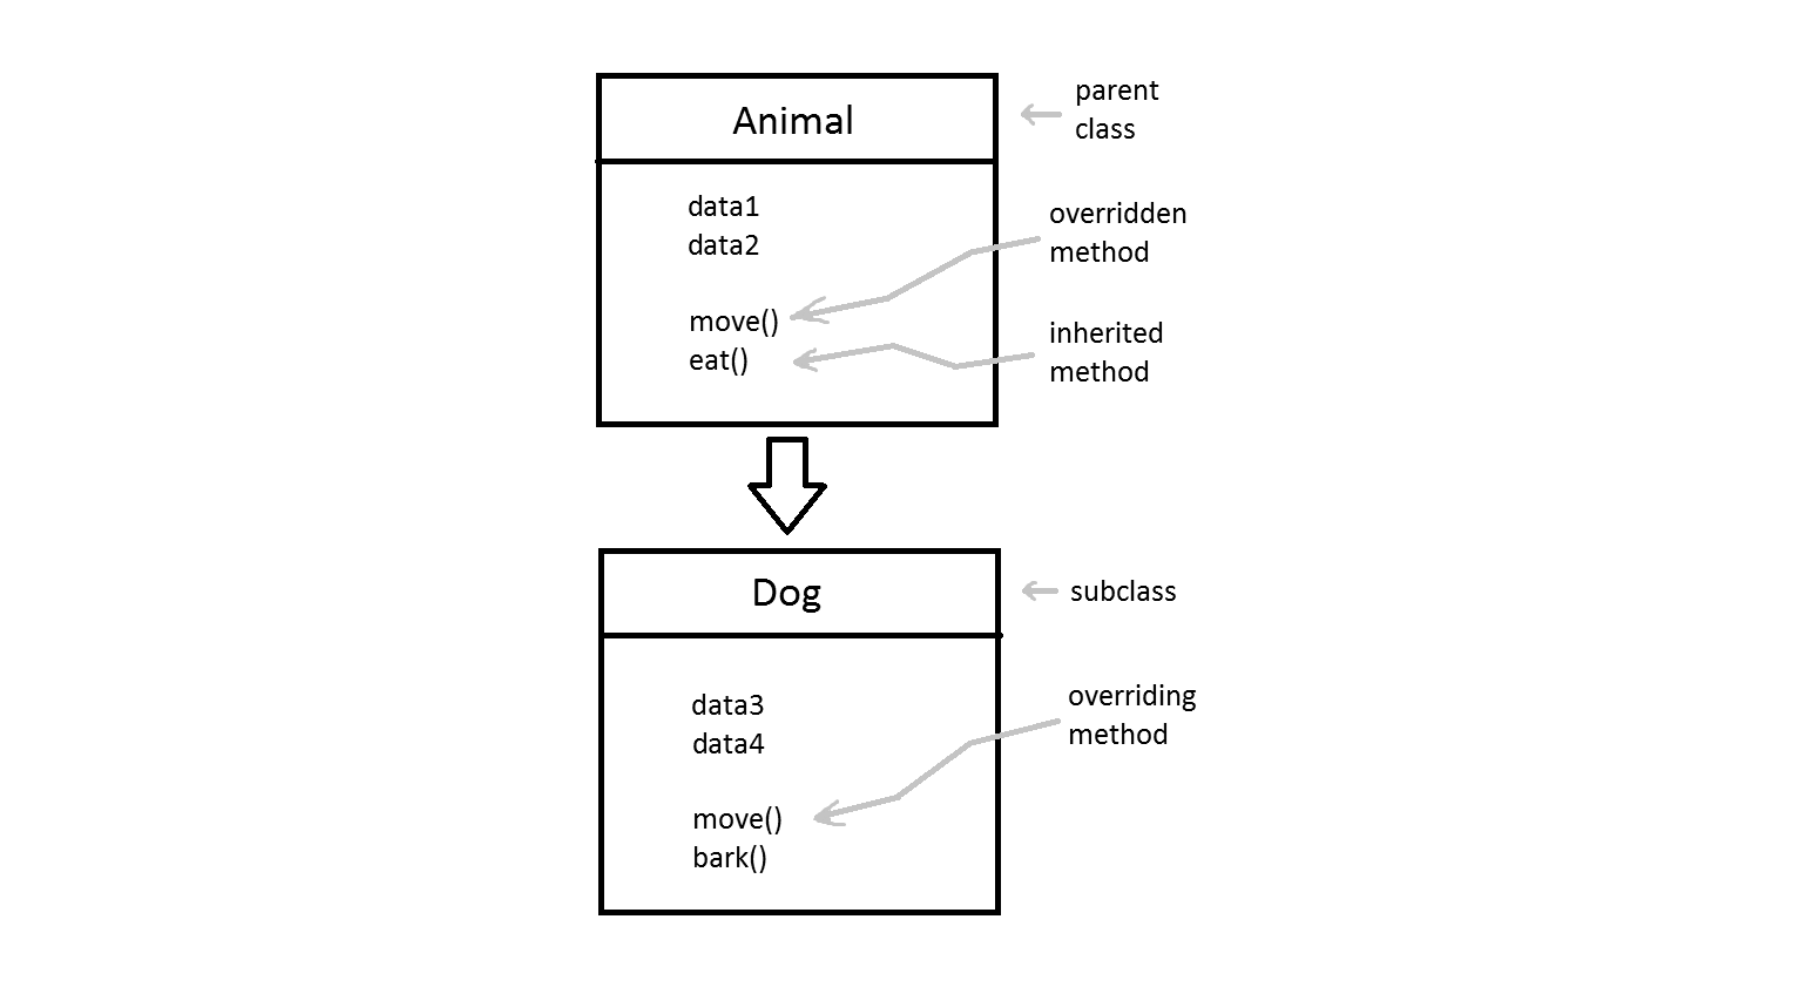 Animal
parent
class
data1
data2
overridden
method
move()
eat()
inherited
method
Dog
subclass
data3
data4
overriding
method
move()
bark()